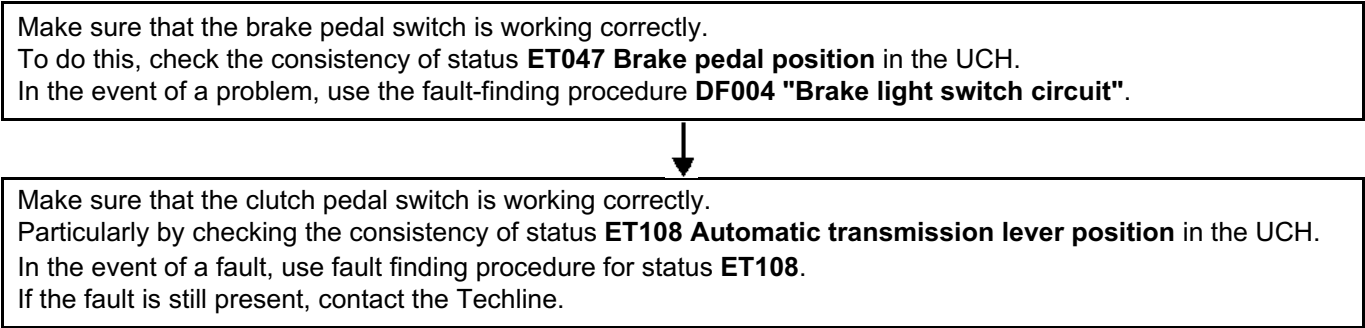 Make sure that the brake pedal switch is working correctly.
To do this, check the consistency of status ET047 Brake pedal position in the UCH.
In the event of a problem, use the fault-finding procedure DF004 "Brake light switch circuit".
Make sure that the clutch pedal switch is working correctly.
Particularly by checking the consistency of status ET108 Automatic transmission lever position in the UCH.
In the event of a fault, use fault finding procedure for status ET108.
If the fault is still present, contact the Techline.